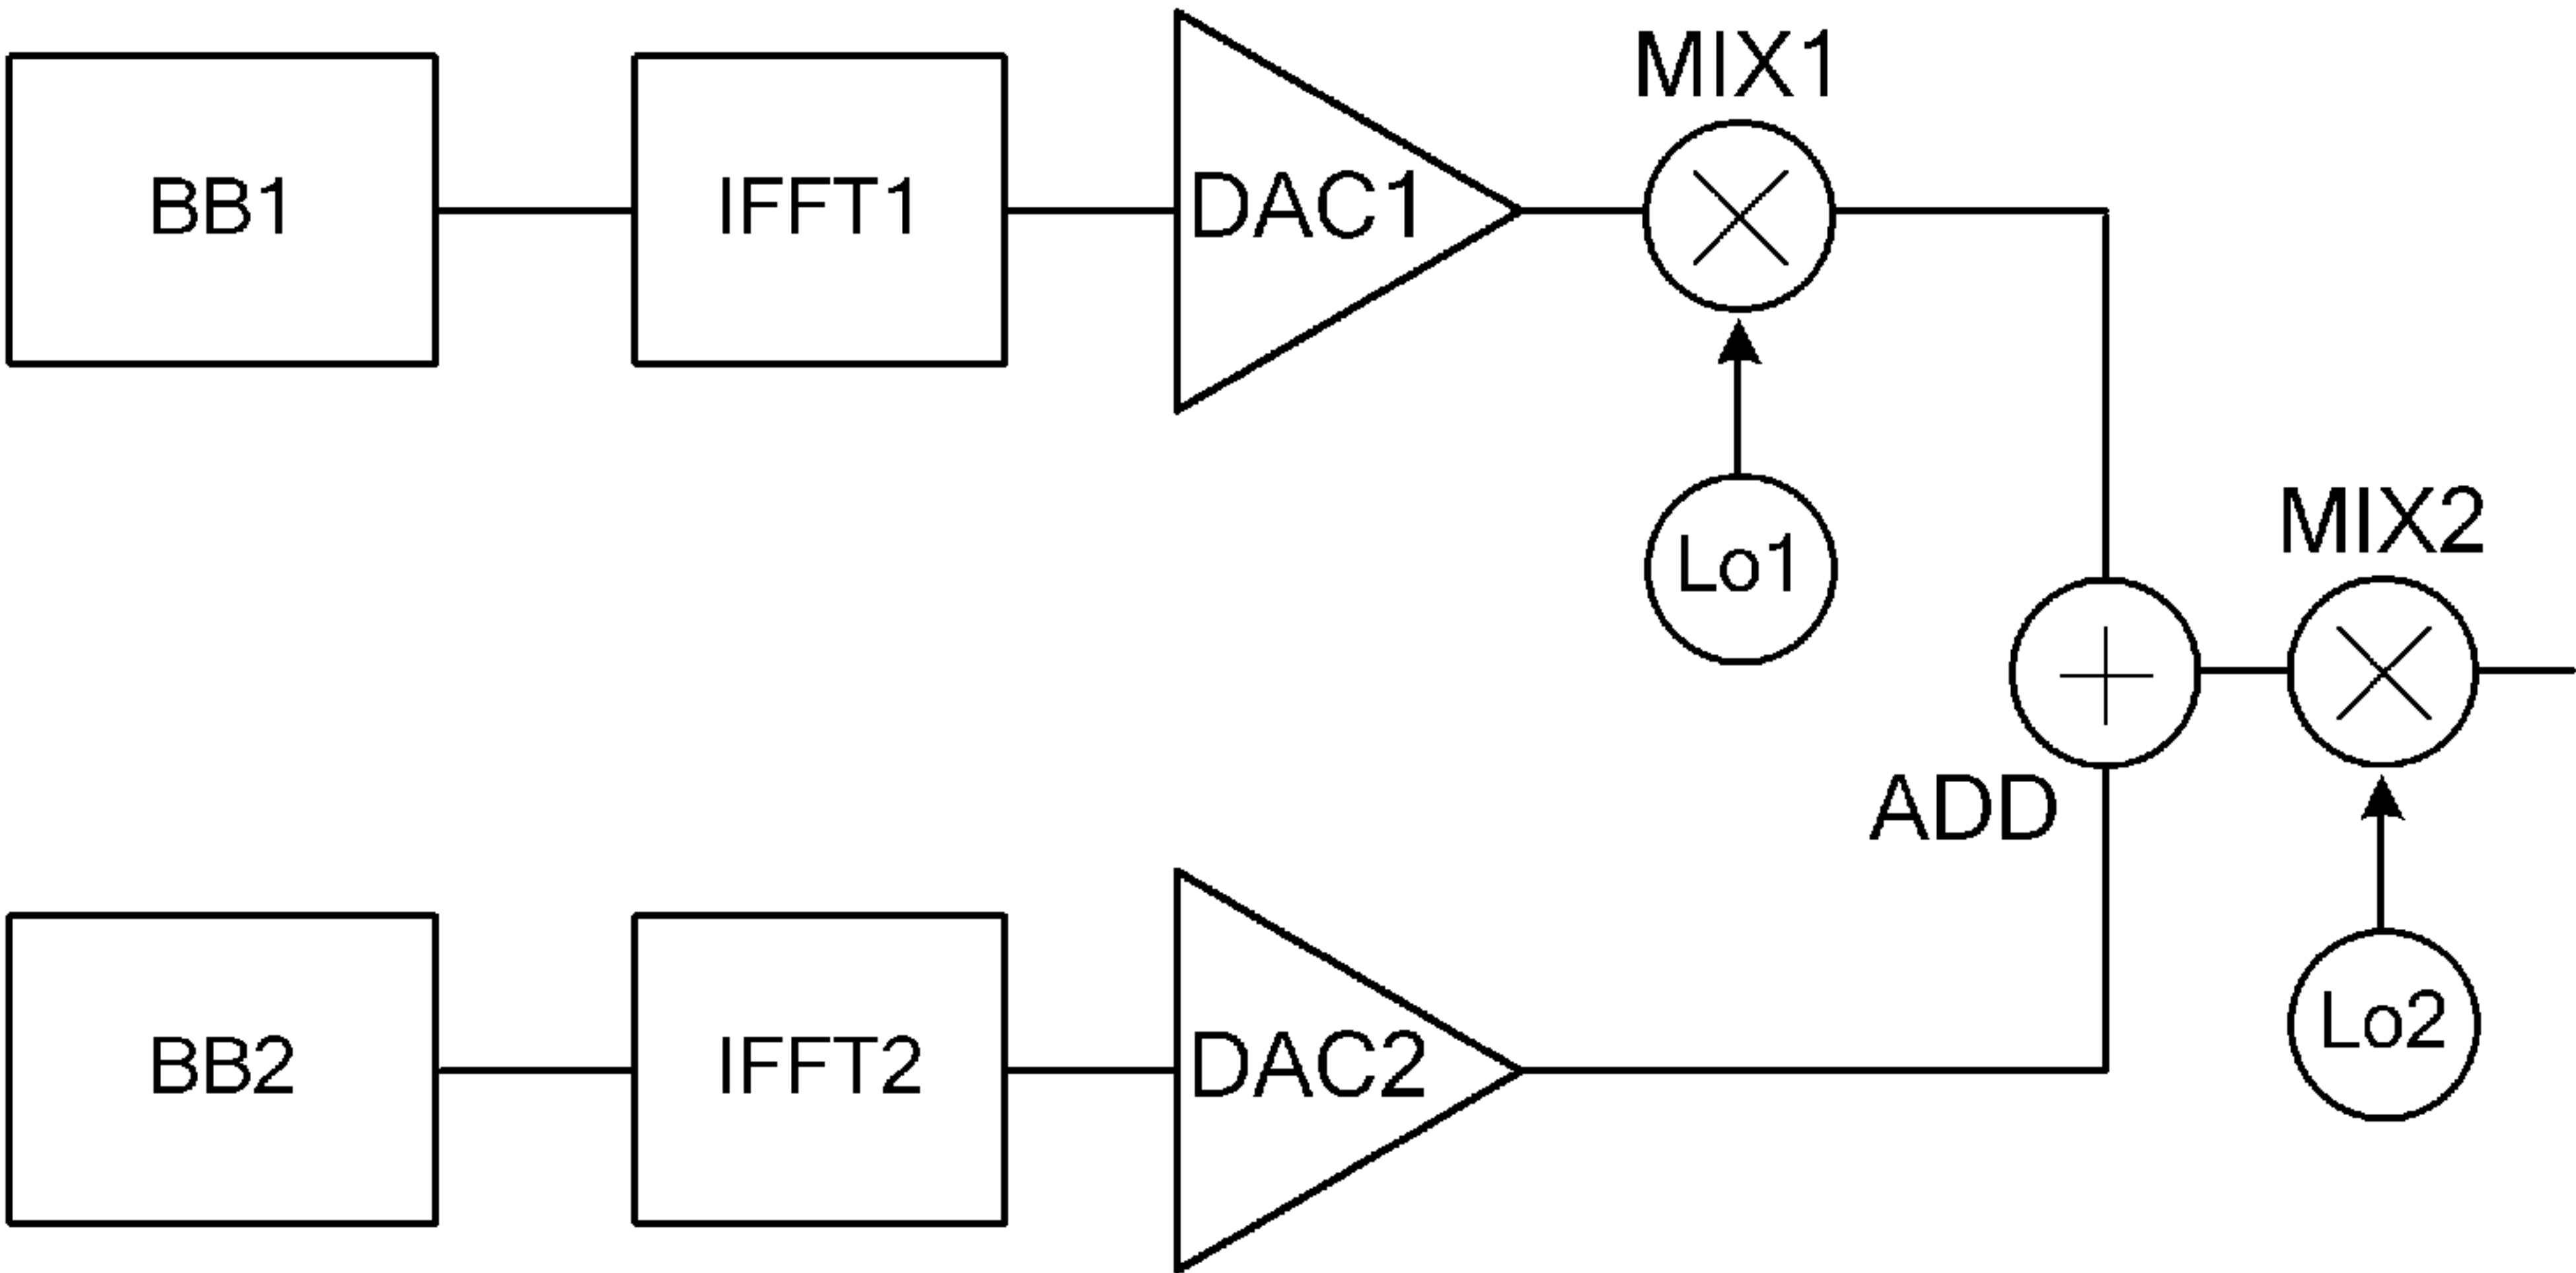 MIX1
BB1
IFFT1
DAC1
Lo1
MIX2
ADD
BB2
IFFT2
DAC2
Lo2